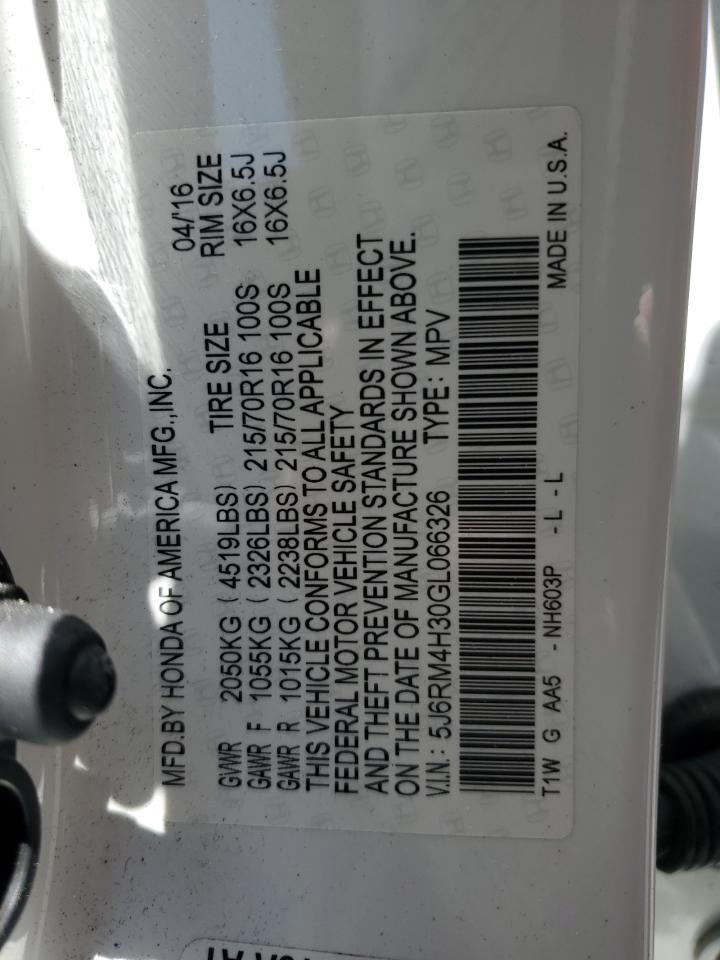 MFD.BY HONDA OF AMERICA MFG.,INC. 04/'16
TIRE SIZE RIM SIZE
GVWR 2050KG (4519LBS)
GAWR F 1055KG (2326LBS) 215/70R16 100S 16X6.5J
GAWR R 1015KG (2238LBS) 215/70R16 100S 16X6.5J
THIS VEHICLE CONFORMS TO ALL APPLICABLE
FEDERAL MOTOR VEHICLE SAFETY
AND THEFT PREVENTION STANDARDS IN EFFECT
ON THE DATE OF MANUFACTURE SHOWN ABOVE.
V.I.N.: 5J6RM4H30GL066326 TYPE: MPV
T1W G AA5 - NH603P - L - L MADE IN U.S.A.